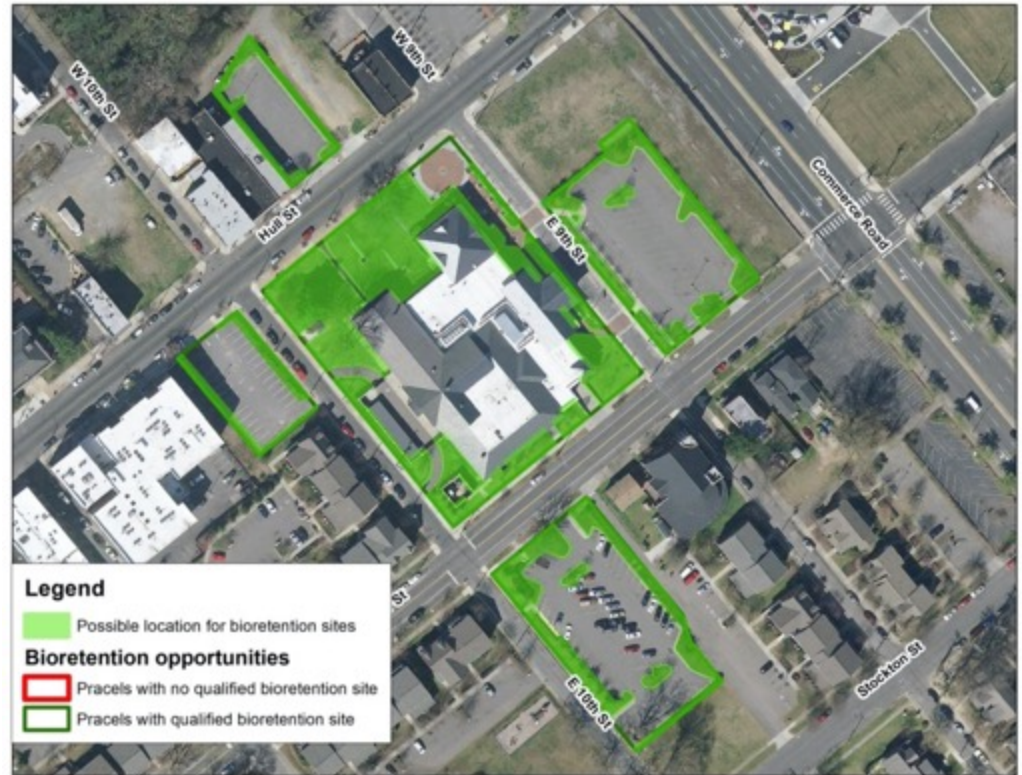 W 10th St
W 9th St
Hull St
E 9th St
Commerce Road
St
E 10th St
Stockton St
Legend
Possible location for bioretention sites
Bioretention opportunities
Pracels with no qualified bioretention site
Pracels with qualified bioretention site